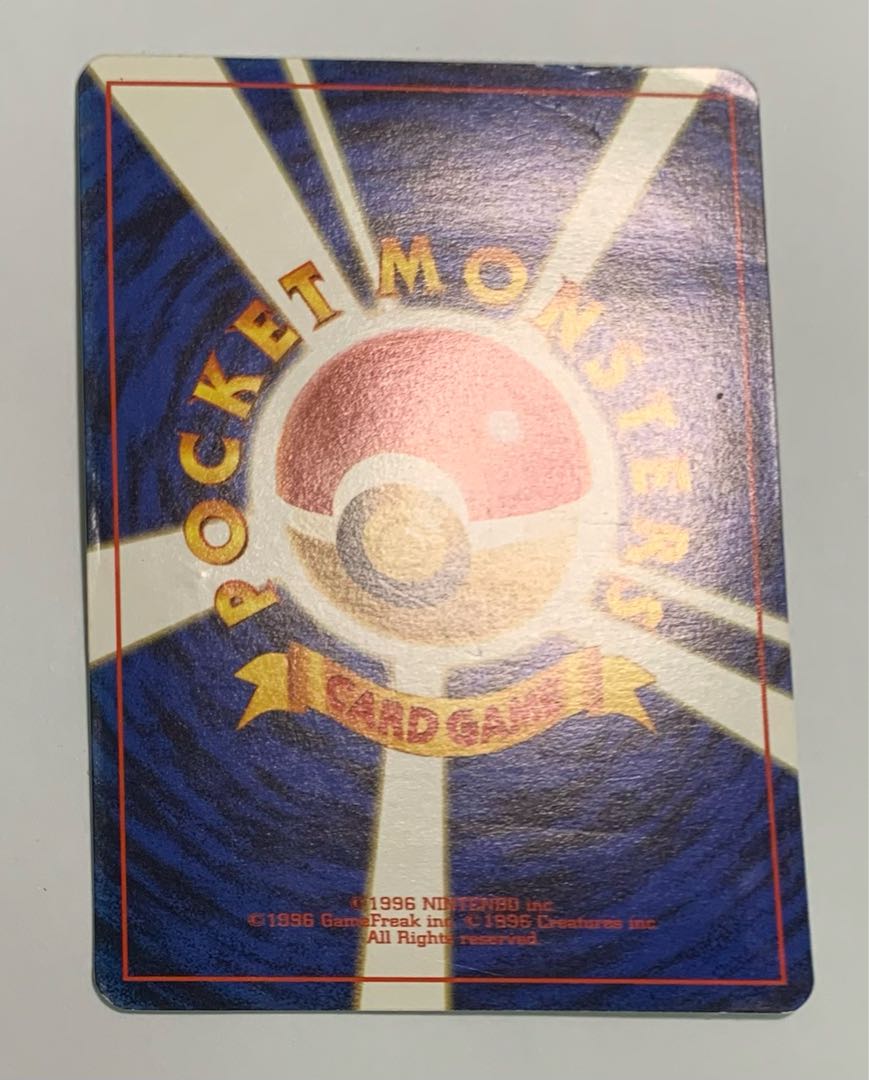 POCKET MONSTERS
CARD GAME
©1996 NINTENDO inc.
©1996 GameFreak inc. ©1996 Creatures inc.
All Rights reserved.